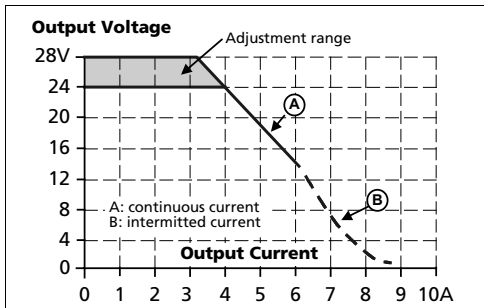 Output Voltage
Adjustment range
28V
24
20
16
12
8
4
0
A
B
A: continuous current
B: intermitted current
Output Current
0 1 2 3 4 5 6 7 8 9 10A